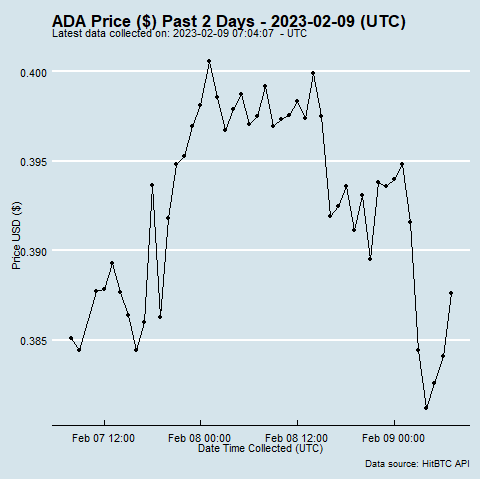 ADA Price ($) Past 2 Days - 2023-02-09 (UTC)
Latest data collected on: 2023-02-09 07:04:07 - UTC
0.400
0.395
0.390
0.385
Price USD ($)
Feb 07 12:00
Feb 08 00:00
Feb 08 12:00
Feb 09 00:00
Date Time Collected (UTC)
Data source: HitBTC API